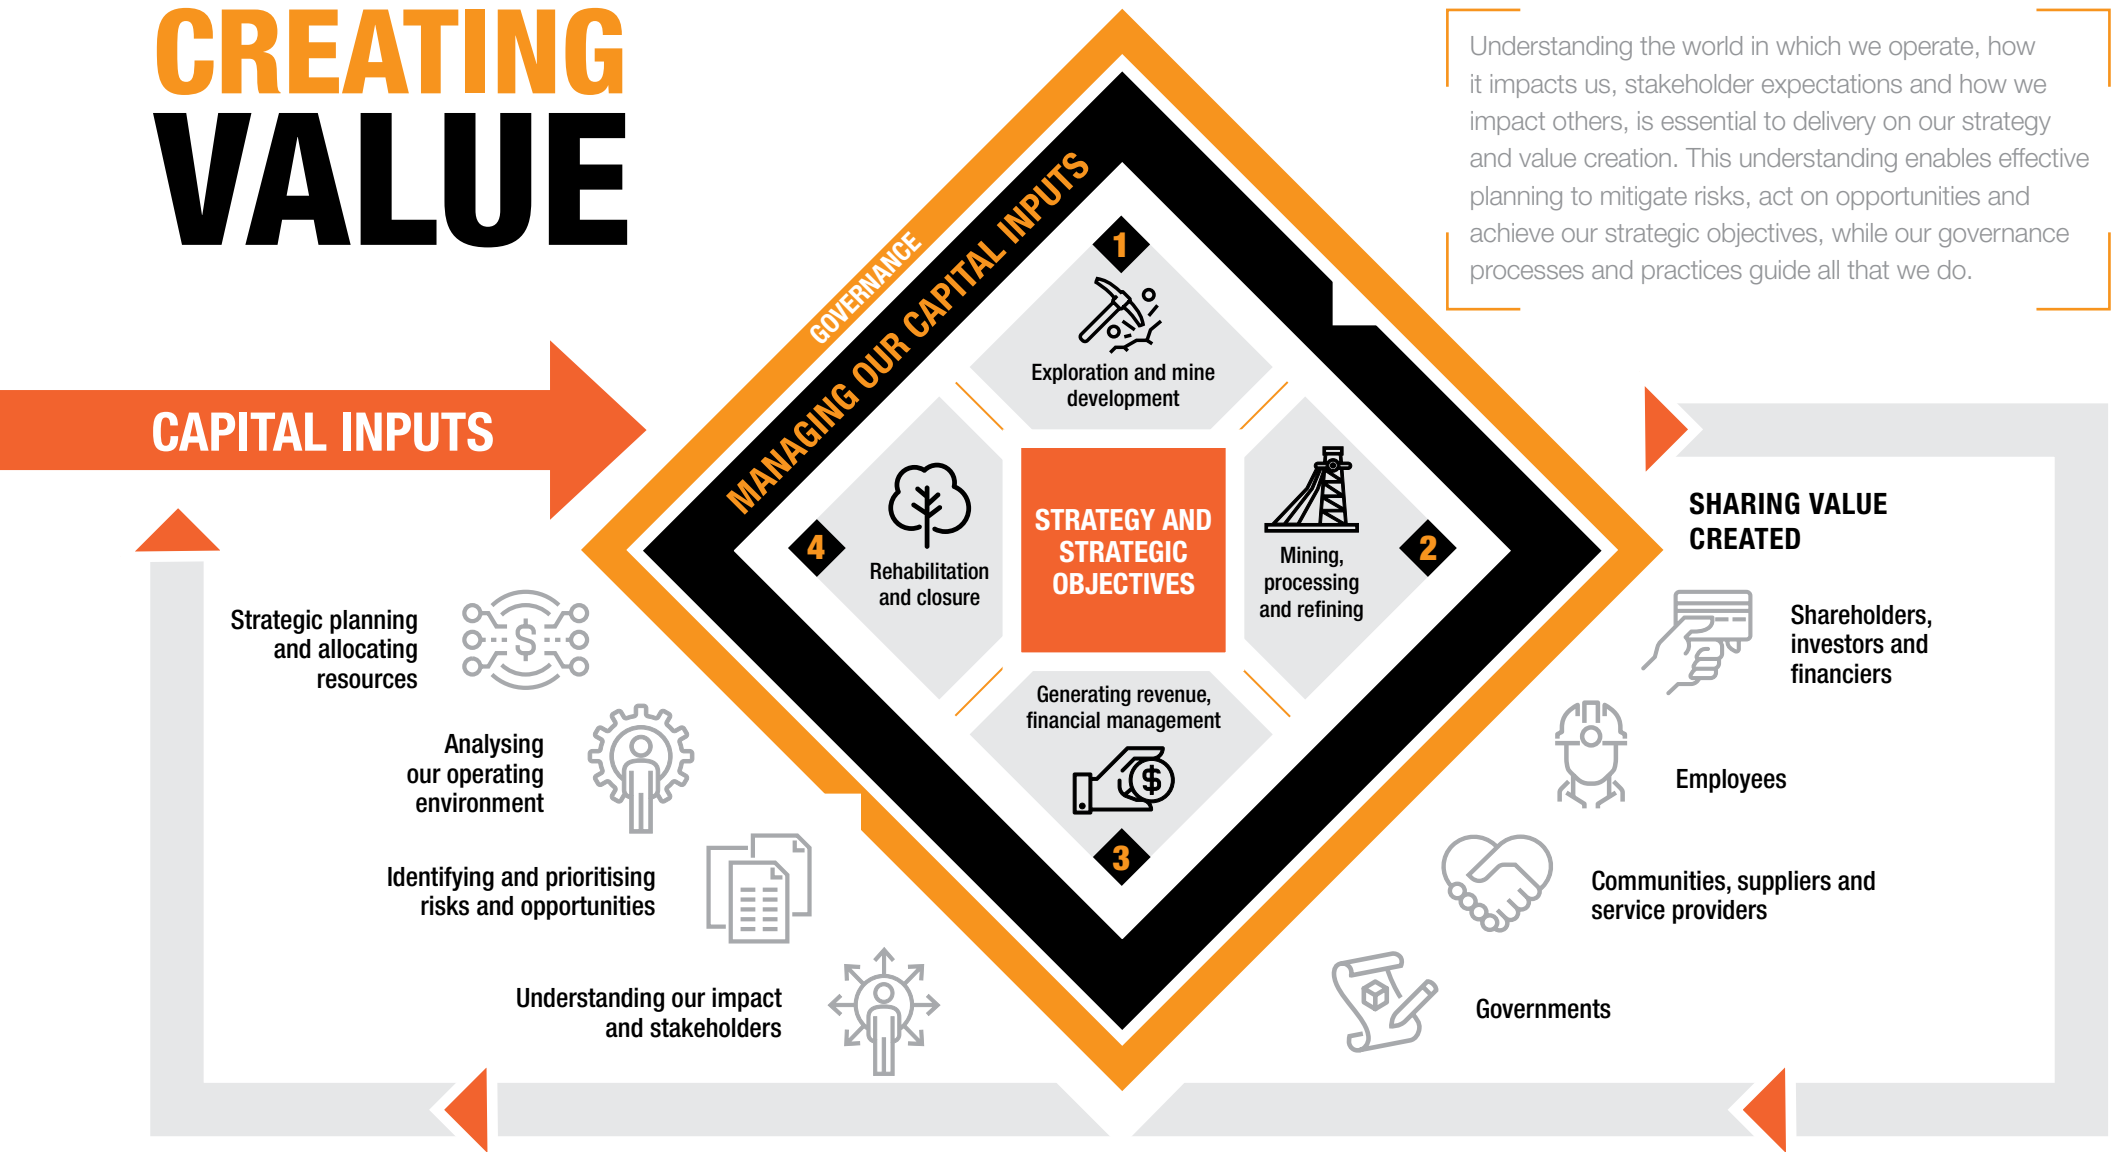 CREATING
VALUE
Understanding the world in which we operate, how
it impacts us, stakeholder expectations and how we
impact others, is essential to delivery on our strategy
and value creation. This understanding enables effective
planning to mitigate risks, act on opportunities and
achieve our strategic objectives, while our governance
processes and practices guide all that we do.
CAPITAL INPUTS
GOVERNANCE
MANAGING OUR CAPITAL INPUTS
1
Exploration and mine
development
STRATEGY AND
STRATEGIC
OBJECTIVES
2
Mining,
processing
and refining
Generating revenue,
financial management
$
3
4
Rehabilitation
and closure
Strategic planning
and allocating
resources
$
Analysing
our operating
environment
Identifying and prioritising
risks and opportunities
Understanding our impact
and stakeholders
SHARING VALUE
CREATED
Shareholders,
investors and
financiers
Employees
Communities, suppliers and
service providers
Governments